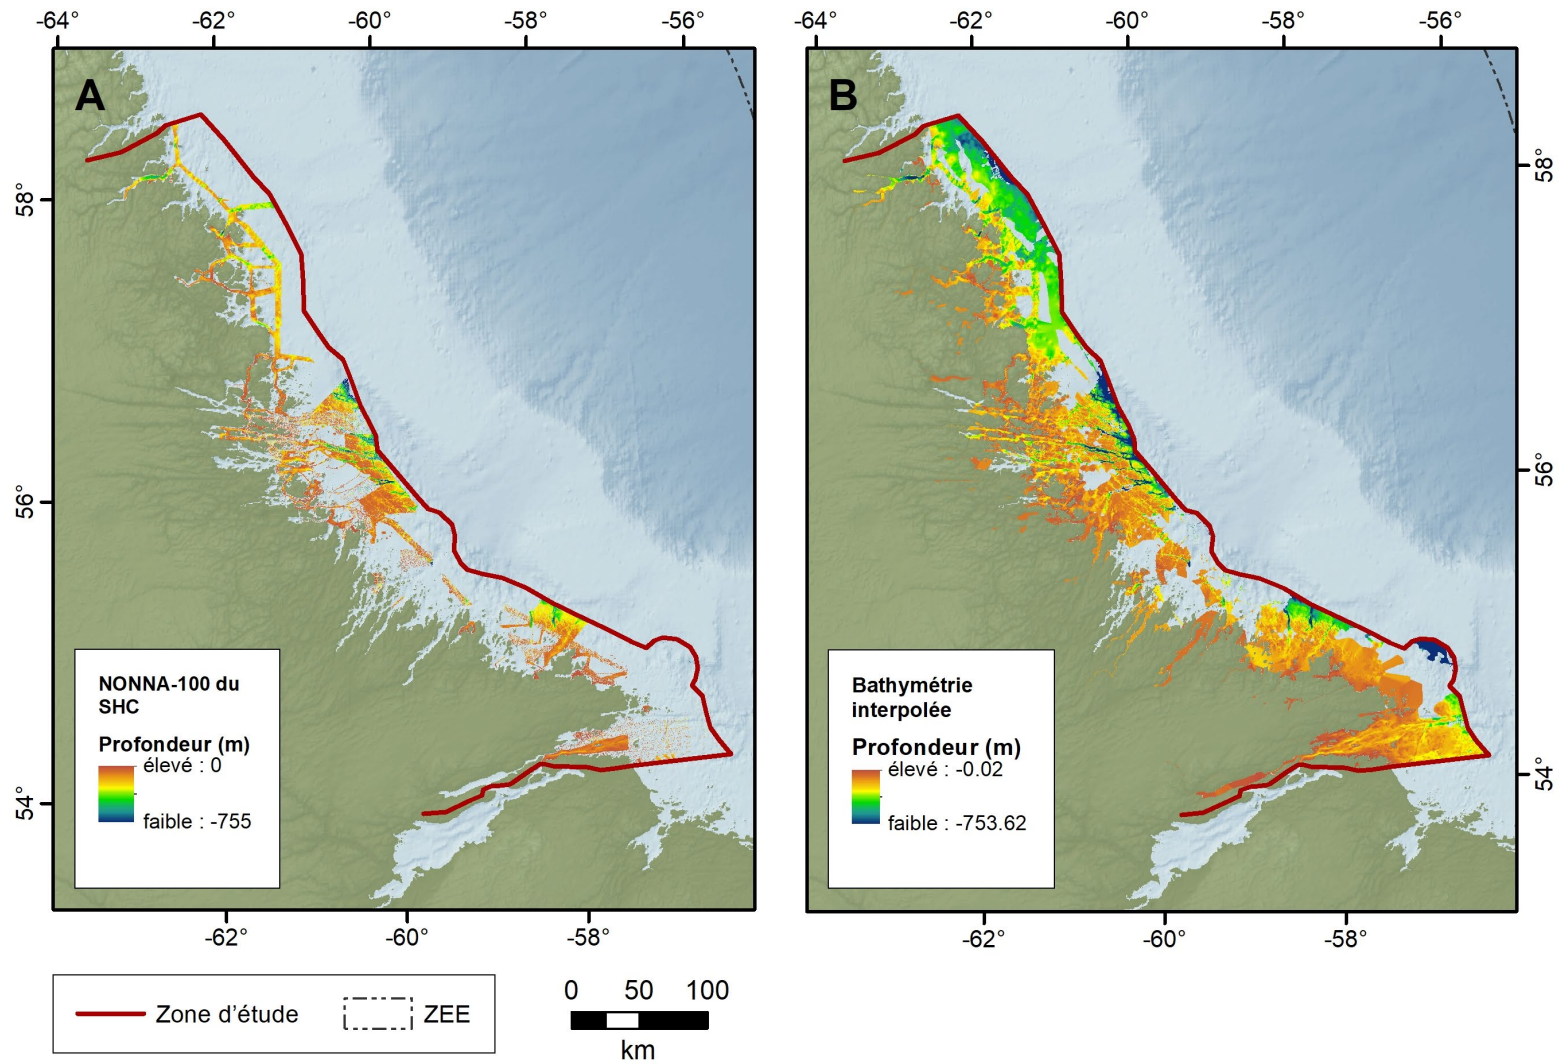 -64° -62° -60° -58° -56°
-64° -62° -60° -58° -56°
A
B
58°
56°
54°
58°
56°
54°
NONNA-100 du
SHC
Profondeur (m)
élevé : 0
faible : -755
Bathymétrie
interpolée
Profondeur (m)
élevé : -0.02
faible : -753.62
-62° -60° -58°
-62° -60° -58°
Zone d’étude
ZEE
0 50 100
km